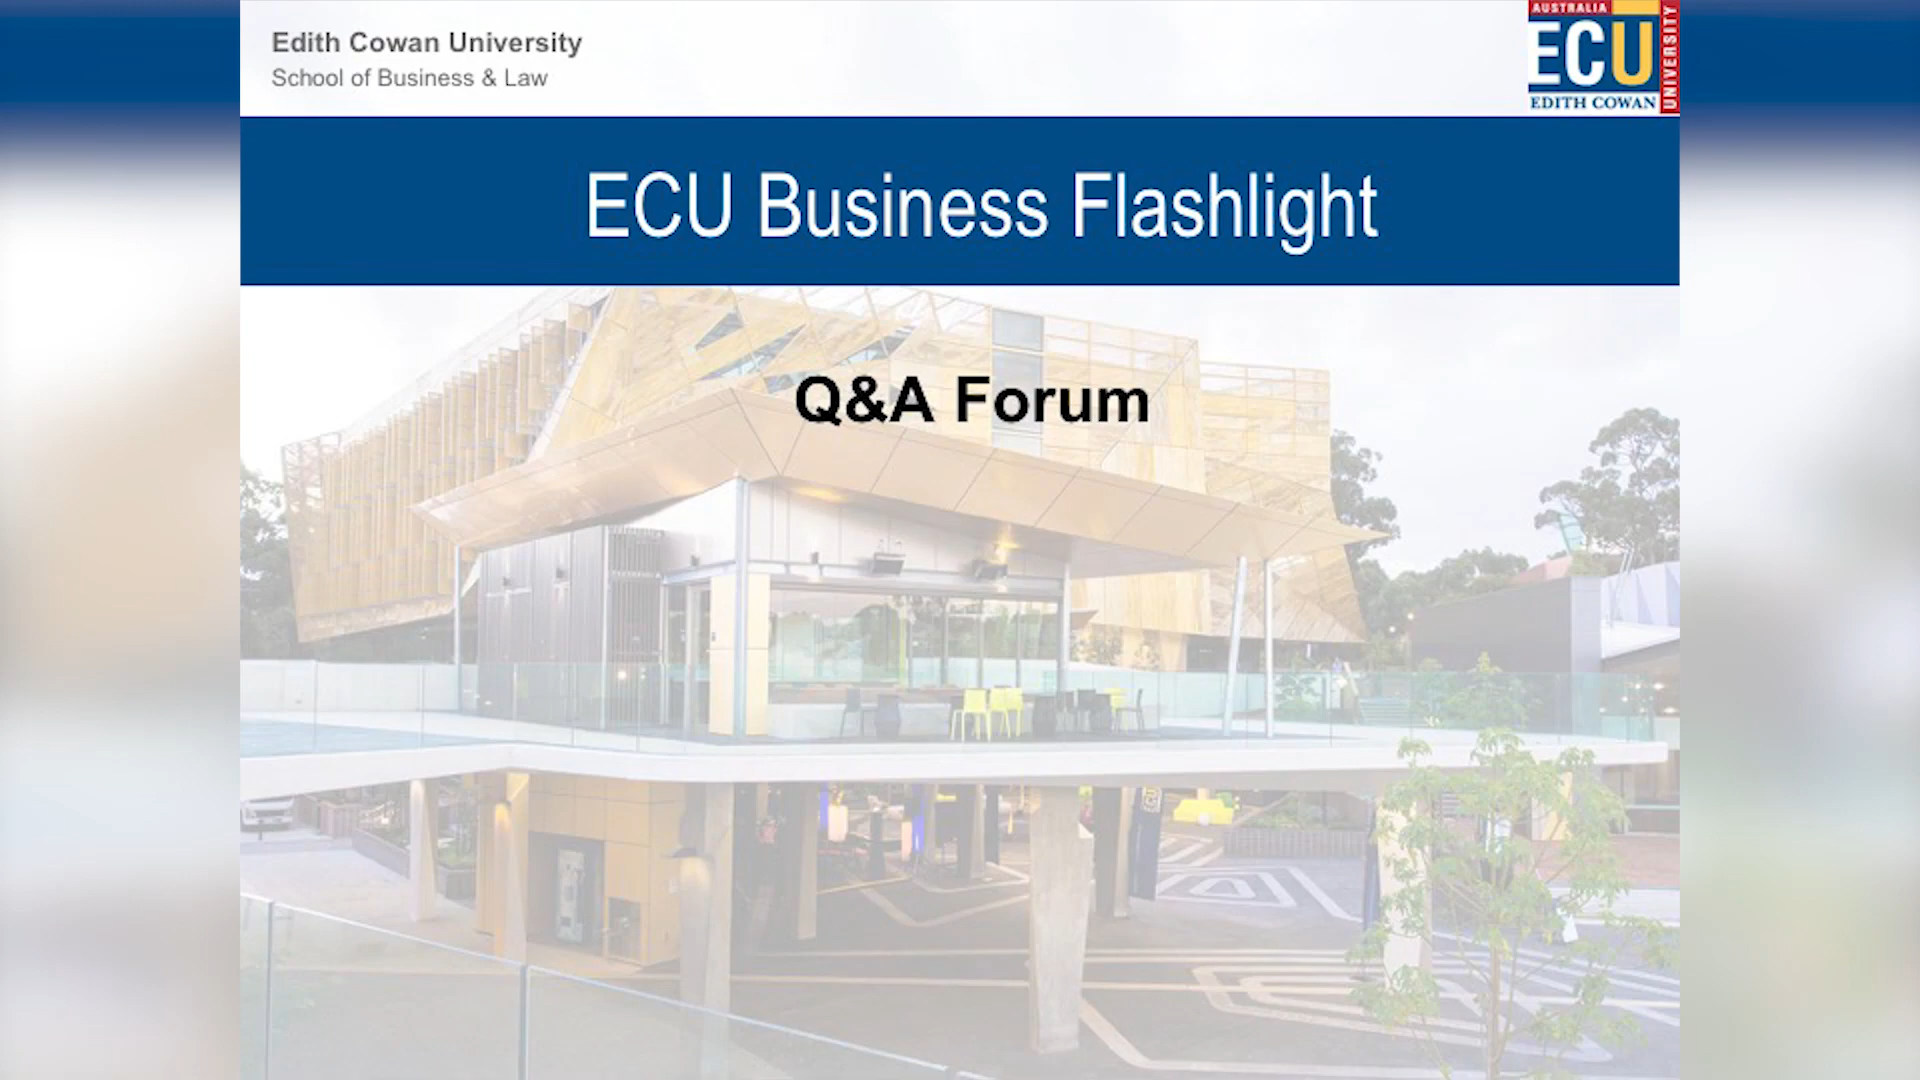 Edith Cowan University
School of Business & Law
AUSTRALIA
ECU
EDITH COWAN
UNIVERSITY
ECU Business Flashlight
Q&A Forum